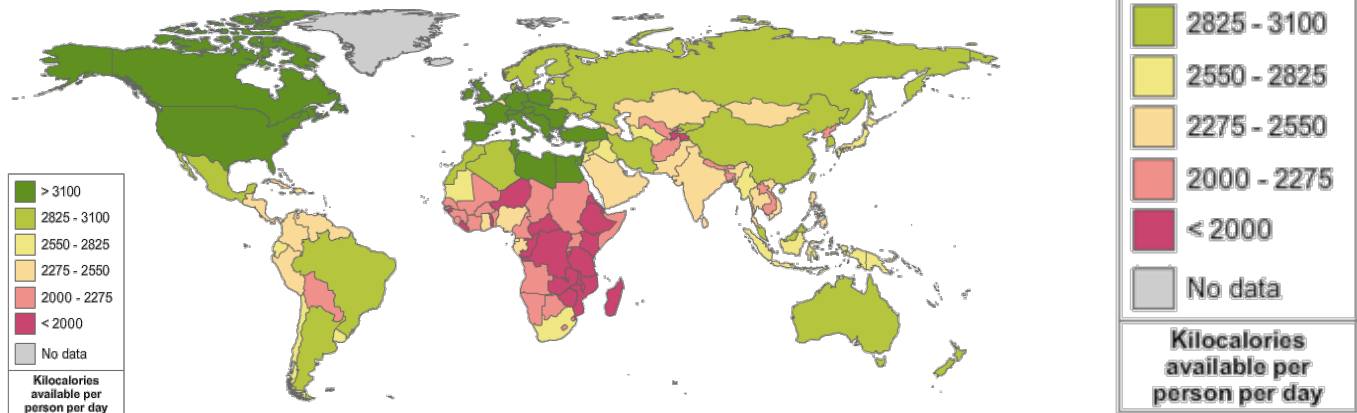 > 3100
2825 - 3100
2550 - 2825
2275 - 2550
2000 - 2275
< 2000
No data
Kilocalories
available per
person per day
2825 - 3100
2550 - 2825
2275 - 2550
2000 - 2275
< 2000
No data
Kilocalories
available per
person per day